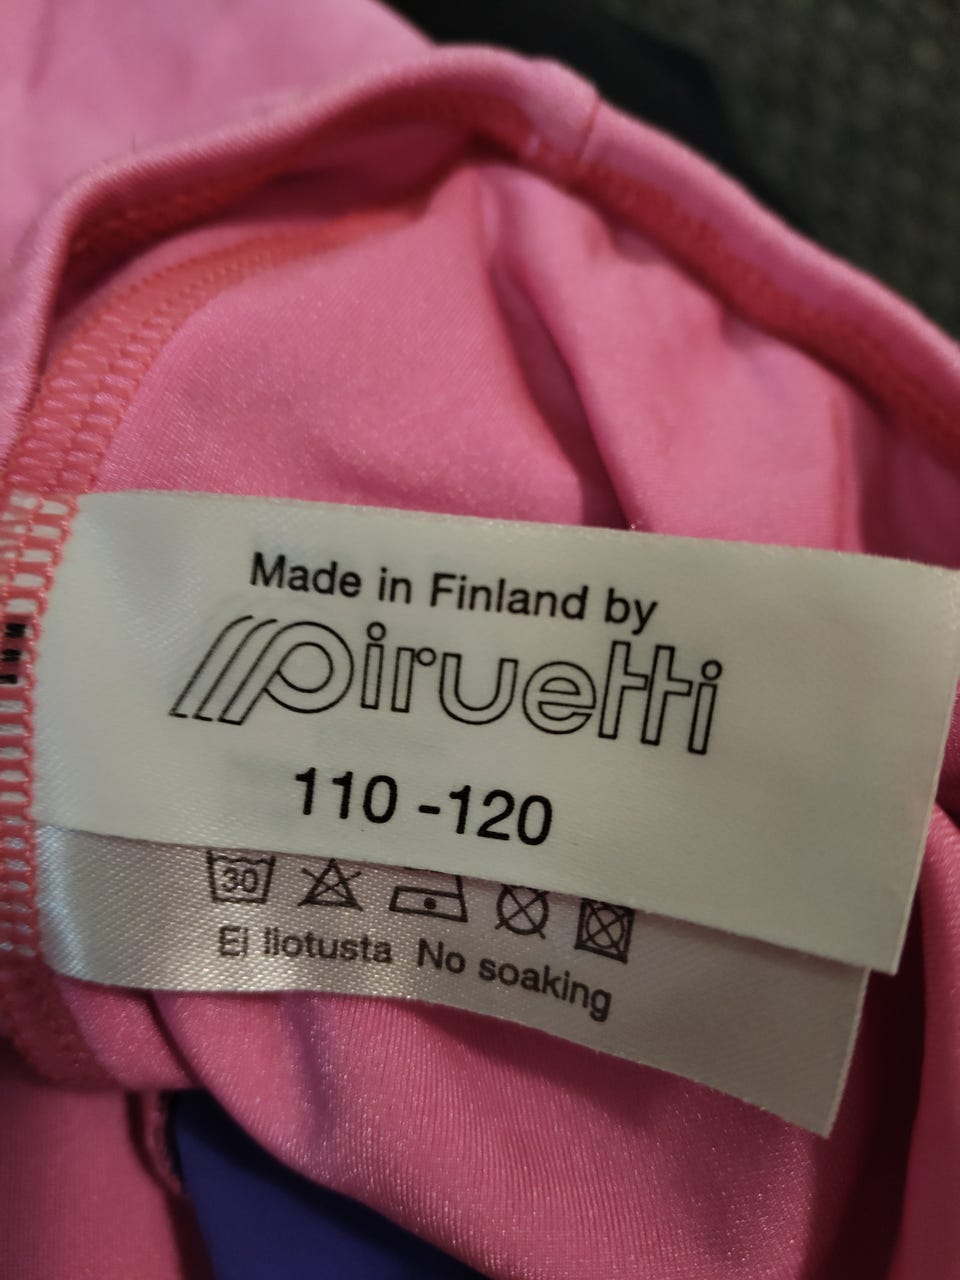 Made in Finland by
piruetti
110 -120
30
Ei liotusta No soaking